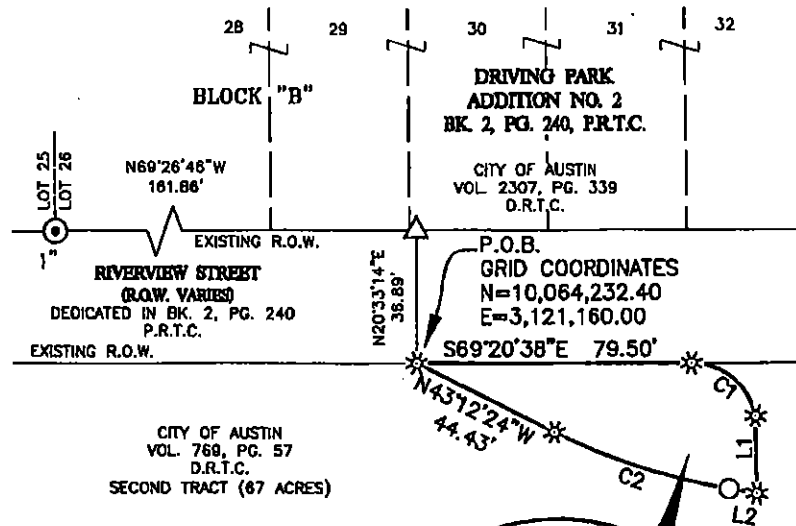 28 29 30 31 32
BLOCK "B"
DRIVING PARK
ADDITION NO. 2
BK. 2, PG. 240, P.R.T.C.
LOT 25
LOT 26
N69°26'46"W
161.86'
CITY OF AUSTIN
VOL. 2307, PG. 339
D.R.T.C.
EXISTING R.O.W.
1"
RIVERVIEW STREET
(R.O.W. VARIES)
DEDICATED IN BK. 2, PG. 240
P.R.T.C.
EXISTING R.O.W.
N20°33'14"E
36.89'
P.O.B.
GRID COORDINATES
N=10,064,232.40
E=3,121,160.00
S69°20'38"E 79.50'
N43°12'24"W
44.43'
C1
L1
C2
L2
CITY OF AUSTIN
VOL. 769, PG. 57
D.R.T.C.
SECOND TRACT (67 ACRES)